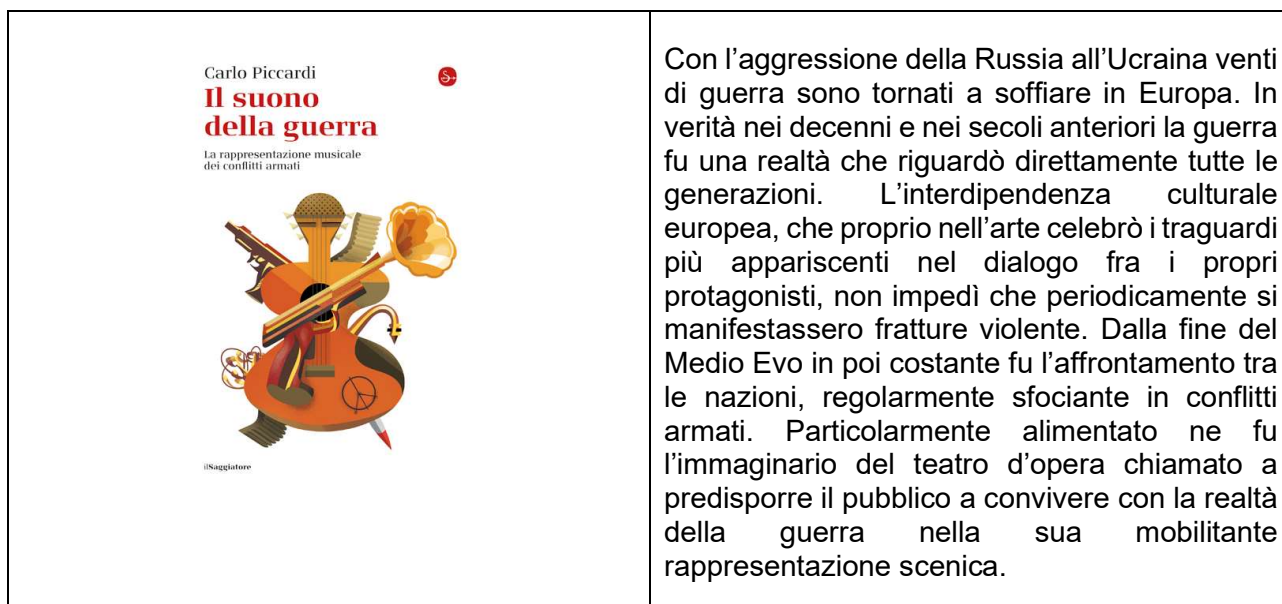 Carlo Piccardi
Il suono
della guerra
La rappresentazione musicale
dei conflitti armati
ilSaggiatore
Con l’aggressione della Russia all’Ucraina venti
di guerra sono tornati a soffiare in Europa. In
verità nei decenni e nei secoli anteriori la guerra
fu una realtà che riguardò direttamente tutte le
generazioni. L’interdipendenza culturale
europea, che proprio nell’arte celebrò i traguardi
più appariscenti nel dialogo fra i propri
protagonisti, non impedì che periodicamente si
manifestassero fratture violente. Dalla fine del
Medio Evo in poi costante fu l’affrontamento tra
le nazioni, regolarmente sfociante in conflitti
armati. Particolarmente alimentato ne fu
l’immaginario del teatro d’opera chiamato a
predisporre il pubblico a convivere con la realtà
della guerra nella sua mobilitante
rappresentazione scenica.